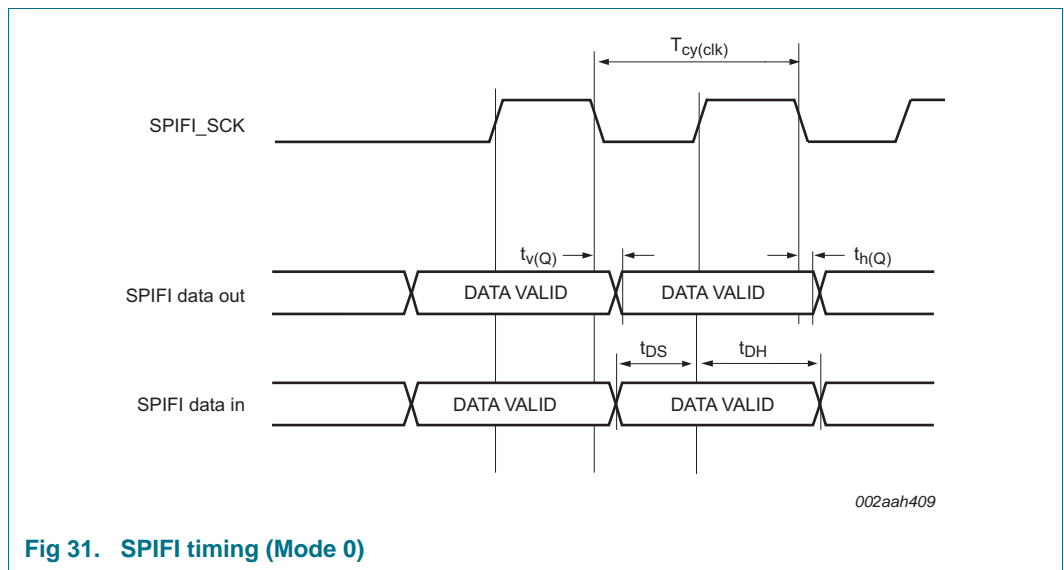 Tcy(clk)
SPIFI_SCK
tv(Q)
th(Q)
SPIFI data out
DATA VALID
DATA VALID
tDS
tDH
SPIFI data in
DATA VALID
DATA VALID
002aah409
Fig 31. SPIFI timing (Mode 0)